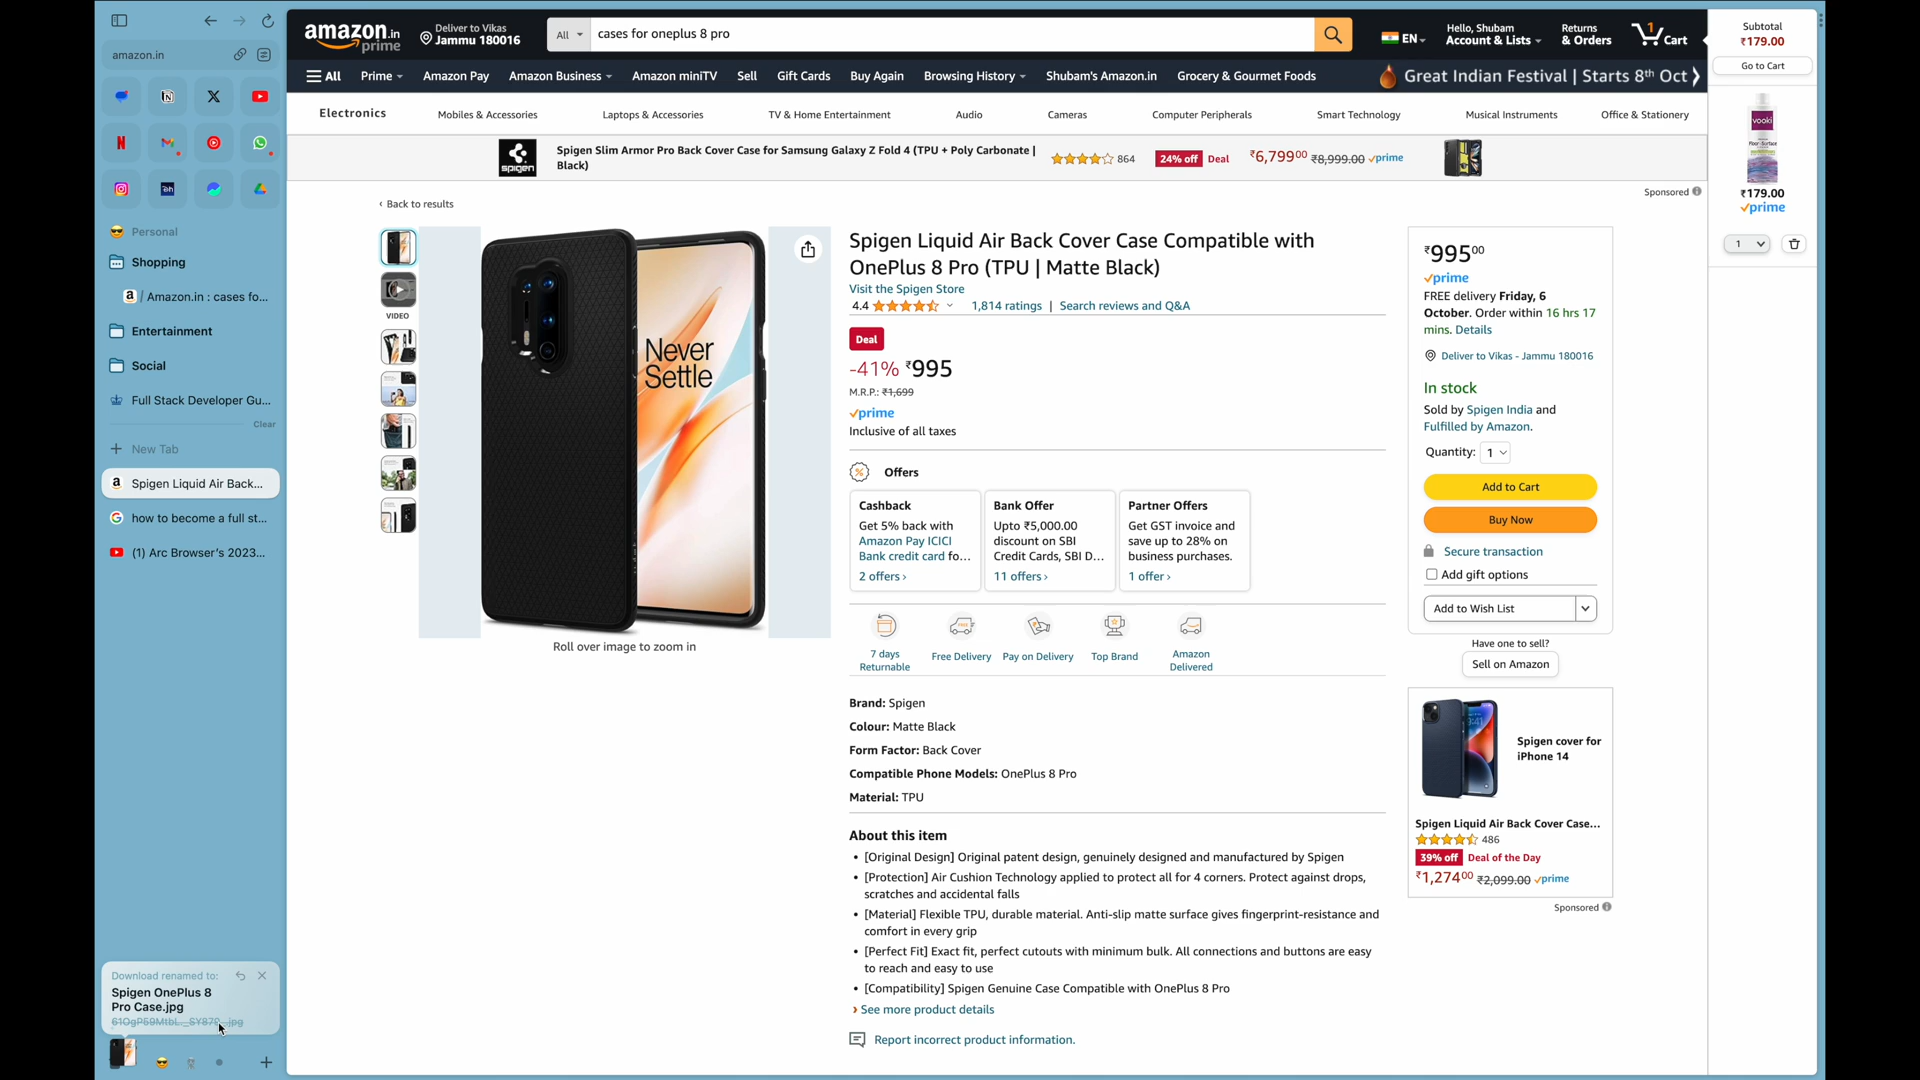 amazon.in
Personal
Shopping
a / Amazon.in : cases fo...
Entertainment
Social
Full Stack Developer Gu...
Clear
New Tab
a Spigen Liquid Air Back...
how to become a full st...
(1) Arc Browser's 2023...
Download renamed to:
Spigen OnePlus 8
Pro Case.jpg
amazon.in
prime
Deliver to Vikas
Jammu 180016
All
cases for oneplus 8 pro
EN
Hello, Shubam
Account & Lists
Returns
& Orders
1
Cart
All
Prime
Amazon Pay
Amazon Business
Amazon miniTV
Sell
Gift Cards
Buy Again
Browsing History
Shubam's Amazon.in
Grocery & Gourmet Foods
Great Indian Festival | Starts 8th Oct
Electronics
Mobiles & Accessories
Laptops & Accessories
TV & Home Entertainment
Audio
Cameras
Computer Peripherals
Smart Technology
Musical Instruments
Office & Stationery
spigen
Spigen Slim Armor Pro Back Cover Case for Samsung Galaxy Z Fold 4 (TPU + Poly Carbonate |
Black)
864
24% off Deal
₹6,799⁰⁰ ₹8,999.00 prime
Sponsored
‹ Back to results
VIDEO
Never
Settle
Roll over image to zoom in
Spigen Liquid Air Back Cover Case Compatible with
OnePlus 8 Pro (TPU | Matte Black)
Visit the Spigen Store
4.4
1,814 ratings | Search reviews and Q&A
Deal
-41% ₹995
M.R.P.: ₹1,699
prime
Inclusive of all taxes
Offers
Cashback
Get 5% back with
Amazon Pay ICICI
Bank credit card fo...
2 offers ›
Bank Offer
Upto ₹5,000.00
discount on SBI
Credit Cards, SBI D...
11 offers ›
Partner Offers
Get GST invoice and
save up to 28% on
business purchases.
1 offer ›
7 days
Returnable
Free Delivery
Pay on Delivery
Top Brand
Amazon
Delivered
Brand: Spigen
Colour: Matte Black
Form Factor: Back Cover
Compatible Phone Models: OnePlus 8 Pro
Material: TPU
About this item
• [Original Design] Original patent design, genuinely designed and manufactured by Spigen
• [Protection] Air Cushion Technology applied to protect all for 4 corners. Protect against drops,
scratches and accidental falls
• [Material] Flexible TPU, durable material. Anti-slip matte surface gives fingerprint-resistance and
comfort in every grip
• [Perfect Fit] Exact fit, perfect cutouts with minimum bulk. All connections and buttons are easy
to reach and easy to use
• [Compatibility] Spigen Genuine Case Compatible with OnePlus 8 Pro
› See more product details
Report incorrect product information.
₹995⁰⁰
prime
FREE delivery Friday, 6
October. Order within 16 hrs 17
mins. Details
Deliver to Vikas - Jammu 180016
In stock
Sold by Spigen India and
Fulfilled by Amazon.
Quantity: 1
Add to Cart
Buy Now
Secure transaction
Add gift options
Add to Wish List
Have one to sell?
Sell on Amazon
Spigen cover for
iPhone 14
Spigen Liquid Air Back Cover Case...
486
39% off Deal of the Day
₹1,274⁰⁰ ₹2,099.00 prime
Sponsored
Subtotal
₹179.00
Go to Cart
vooki
₹179.00
prime
1